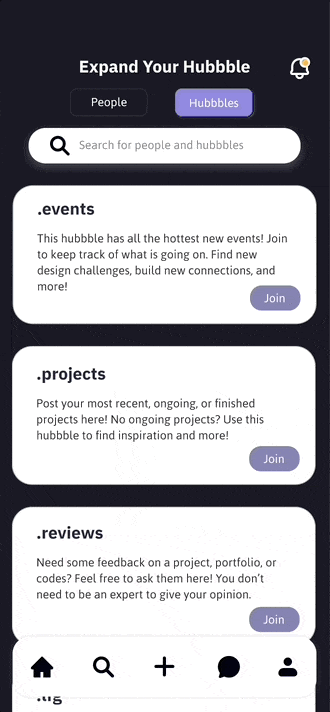 Expand Your Hubbble
People
Hubbbles
Search for people and hubbbles
.events
This hubbble has all the hottest new events! Join
to keep track of what is going on. Find new
design challenges, build new connections, and
more!
Join
.projects
Post your most recent, ongoing, or finished
projects here! No ongoing projects? Use this
hubbble to find inspiration and more!
Join
.reviews
Need some feedback on a project, portfolio, or
codes? Feel free to ask them here! You don't
need to be an expert to give your opinion.
Join